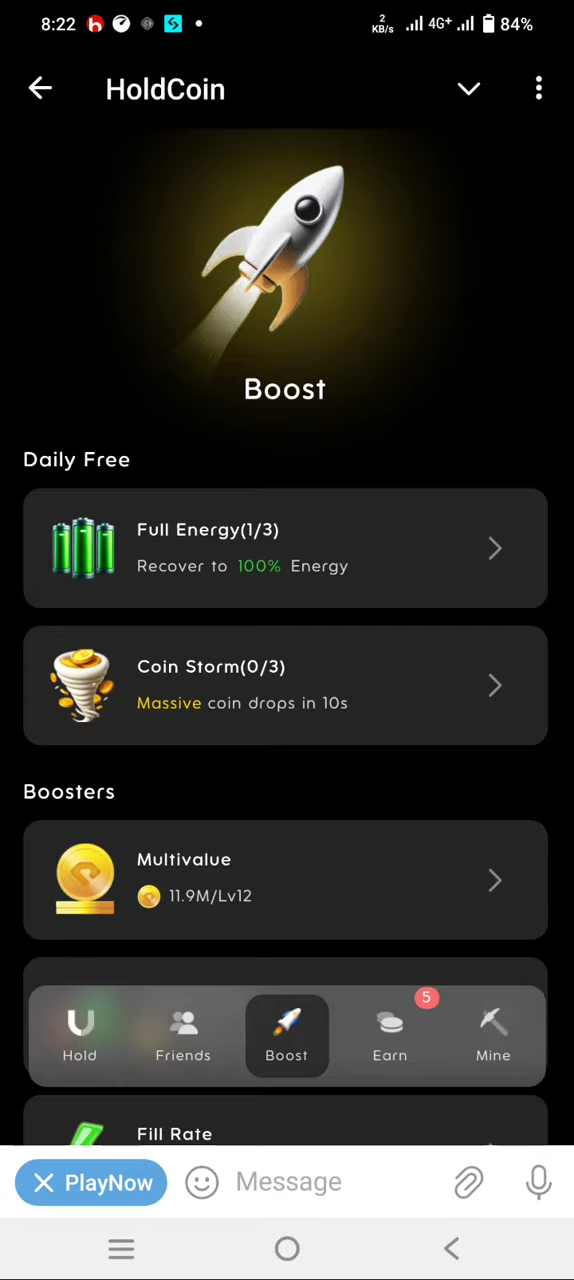 8:22
2
KB/s
4G+
84%
HoldCoin
Boost
Daily Free
Full Energy(1/3)
Recover to 100% Energy
Coin Storm(0/3)
Massive coin drops in 10s
Boosters
Multivalue
11.9M/Lv12
5
Hold
Friends
Boost
Earn
Mine
Fill Rate
PlayNow
Message